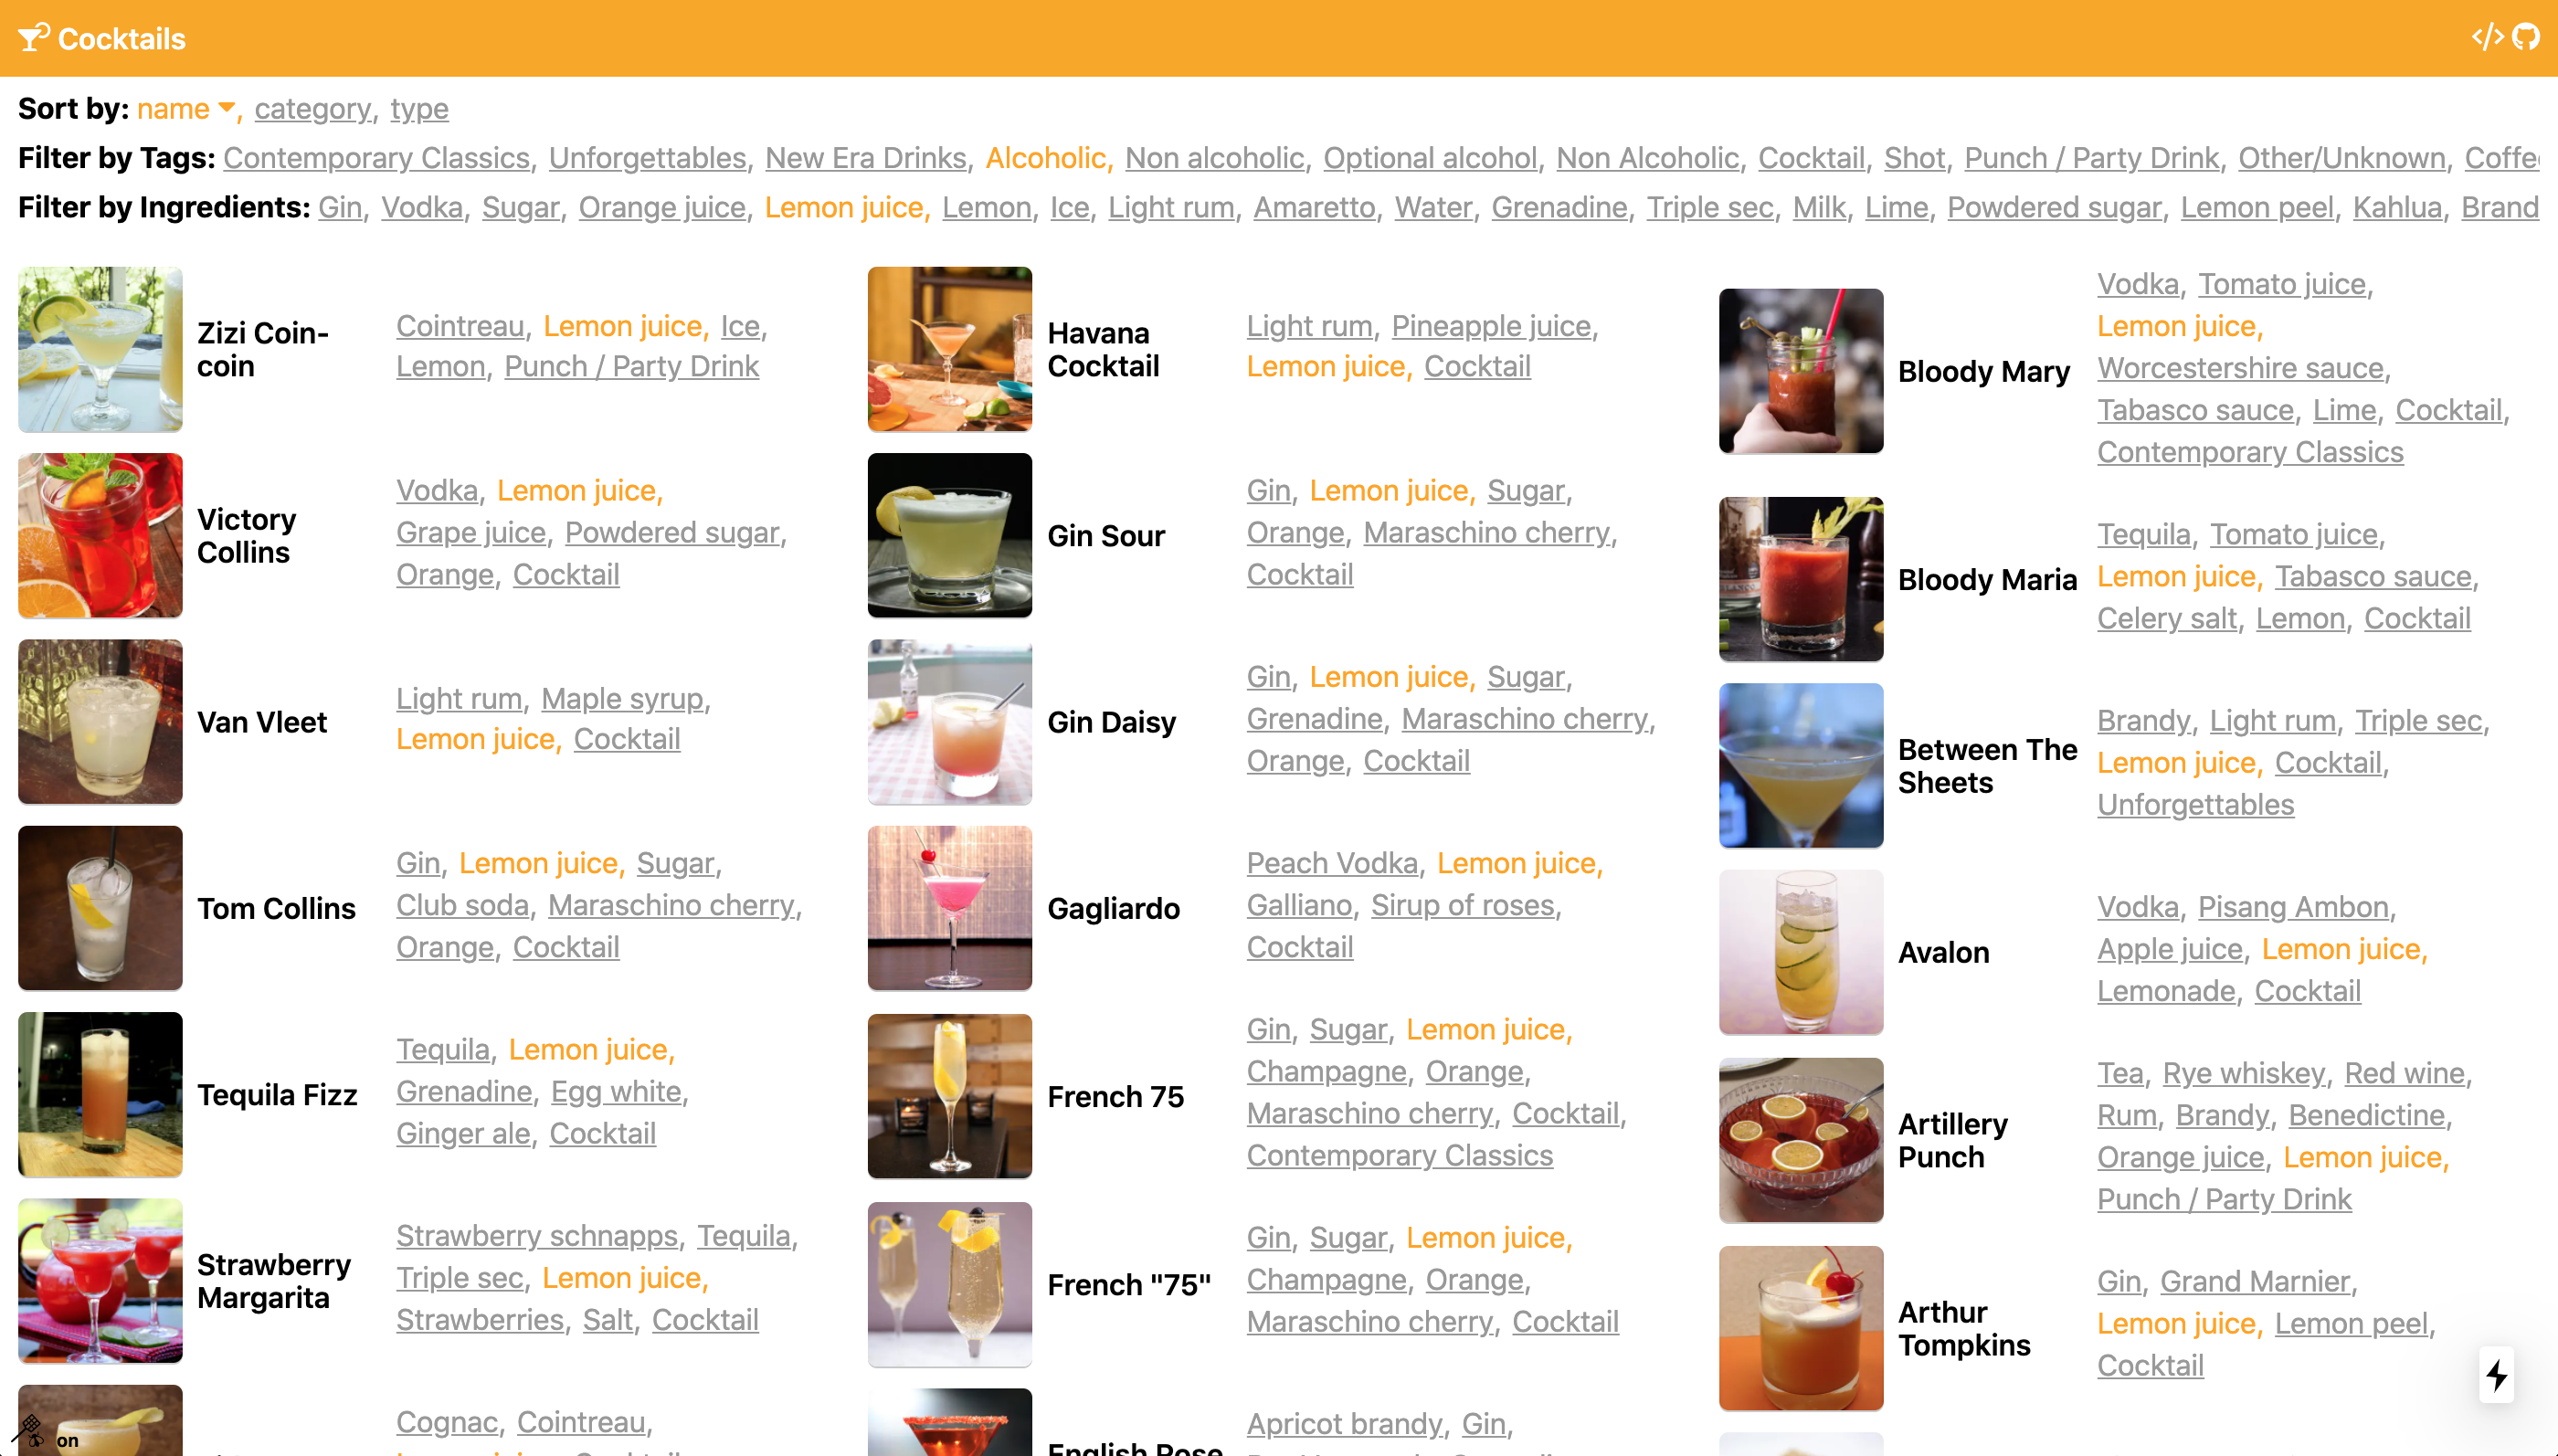 Cocktails
Sort by: name, category, type
Filter by Tags: Contemporary Classics, Unforgettables, New Era Drinks, Alcoholic, Non alcoholic, Optional alcohol, Non Alcoholic, Cocktail, Shot, Punch / Party Drink, Other/Unknown, Coffe
Filter by Ingredients: Gin, Vodka, Sugar, Orange juice, Lemon juice, Lemon, Ice, Light rum, Amaretto, Water, Grenadine, Triple sec, Milk, Lime, Powdered sugar, Lemon peel, Kahlua, Brand
Zizi Coin-
coin
Cointreau, Lemon juice, Ice,
Lemon, Punch / Party Drink
Victory
Collins
Vodka, Lemon juice,
Grape juice, Powdered sugar,
Orange, Cocktail
Van Vleet
Light rum, Maple syrup,
Lemon juice, Cocktail
Tom Collins
Gin, Lemon juice, Sugar,
Club soda, Maraschino cherry,
Orange, Cocktail
Tequila Fizz
Tequila, Lemon juice,
Grenadine, Egg white,
Ginger ale, Cocktail
Strawberry
Margarita
Strawberry schnapps, Tequila,
Triple sec, Lemon juice,
Strawberries, Salt, Cocktail
Cognac, Cointreau,
on
Havana
Cocktail
Light rum, Pineapple juice,
Lemon juice, Cocktail
Gin Sour
Gin, Lemon juice, Sugar,
Orange, Maraschino cherry,
Cocktail
Gin Daisy
Gin, Lemon juice, Sugar,
Grenadine, Maraschino cherry,
Orange, Cocktail
Gagliardo
Peach Vodka, Lemon juice,
Galliano, Sirup of roses,
Cocktail
French 75
Gin, Sugar, Lemon juice,
Champagne, Orange,
Maraschino cherry, Cocktail,
Contemporary Classics
French "75"
Gin, Sugar, Lemon juice,
Champagne, Orange,
Maraschino cherry, Cocktail
English Rose
Apricot brandy, Gin,
Bloody Mary
Vodka, Tomato juice,
Lemon juice,
Worcestershire sauce,
Tabasco sauce, Lime, Cocktail,
Contemporary Classics
Bloody Maria
Tequila, Tomato juice,
Lemon juice, Tabasco sauce,
Celery salt, Lemon, Cocktail
Between The
Sheets
Brandy, Light rum, Triple sec,
Lemon juice, Cocktail,
Unforgettables
Avalon
Vodka, Pisang Ambon,
Apple juice, Lemon juice,
Lemonade, Cocktail
Artillery
Punch
Tea, Rye whiskey, Red wine,
Rum, Brandy, Benedictine,
Orange juice, Lemon juice,
Punch / Party Drink
Arthur
Tompkins
Gin, Grand Marnier,
Lemon juice, Lemon peel,
Cocktail